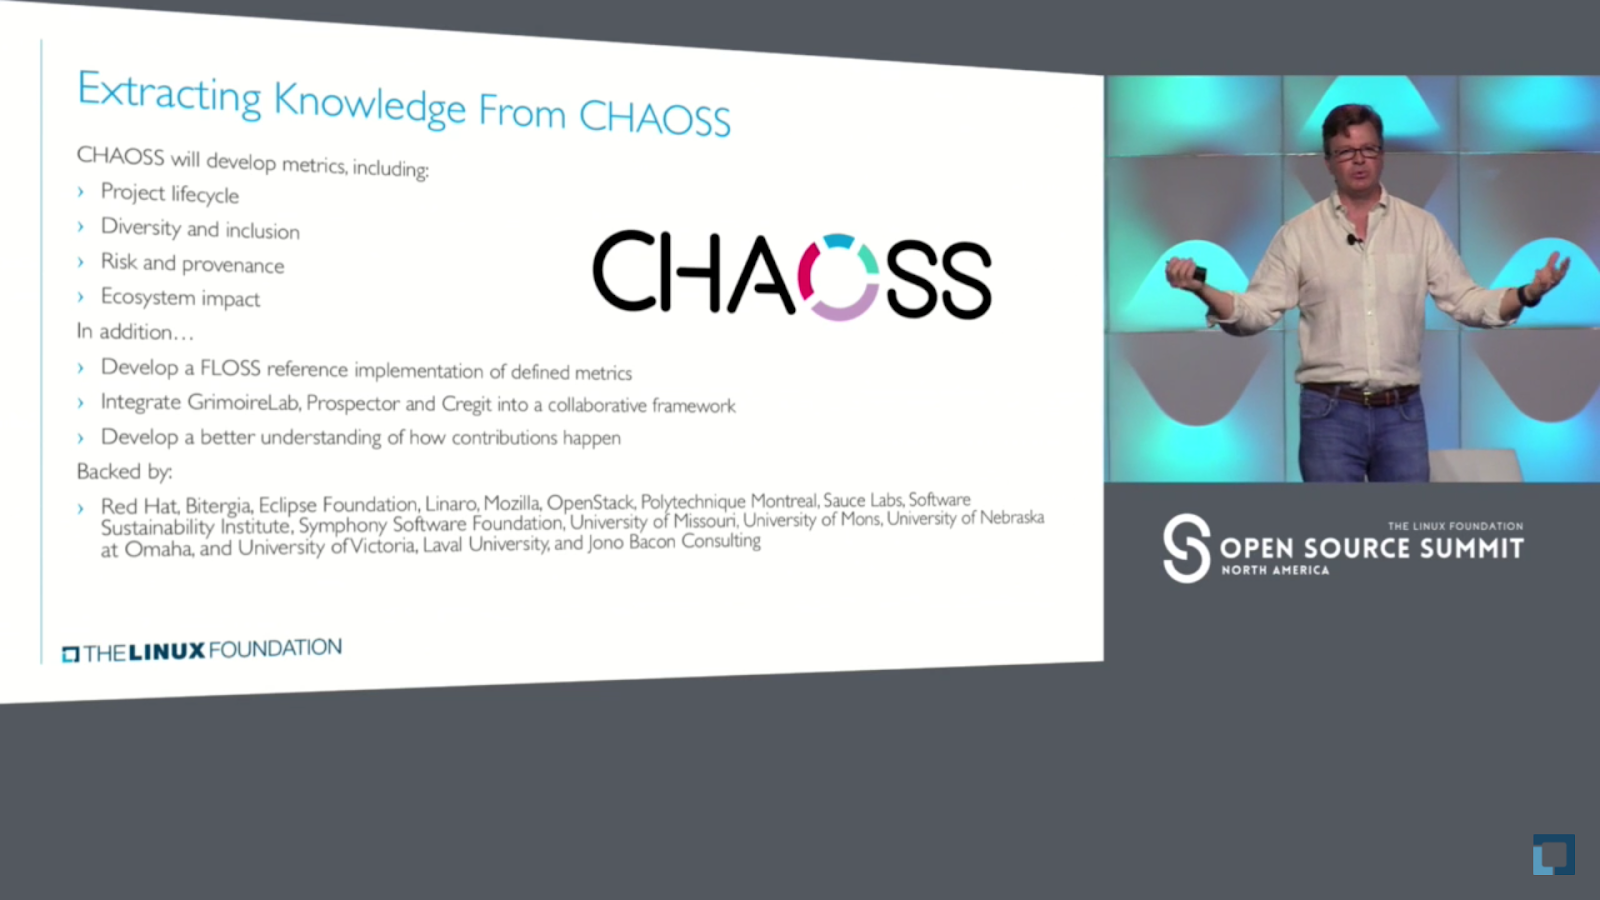 Extracting Knowledge From CHAOSS
CHAOSS will develop metrics, including:
› Project lifecycle
› Diversity and inclusion
› Risk and provenance
› Ecosystem impact
In addition...
› Develop a FLOSS reference implementation of defined metrics
› Integrate GrimoireLab, Prospector and Cregit into a collaborative framework
› Develop a better understanding of how contributions happen
Backed by:
› Red Hat, Bitergia, Eclipse Foundation, Linaro, Mozilla, OpenStack, Polytechnique Montreal, Sauce Labs, Software
Sustainability Institute, Symphony Software Foundation, University of Missouri, University of Mons, University of Nebraska
at Omaha, and University of Victoria, Laval University, and Jono Bacon Consulting
CHAOSS
THE LINUX FOUNDATION
THE LINUX FOUNDATION
OPEN SOURCE SUMMIT
NORTH AMERICA